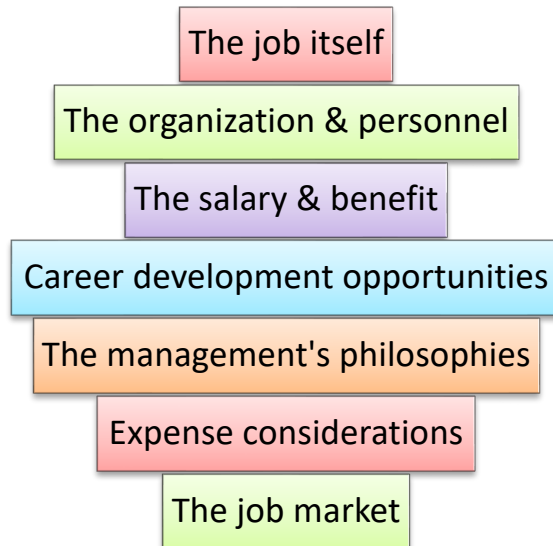 The job itself
The organization & personnel
The salary & benefit
Career development opportunities
The management's philosophies
Expense considerations
The job market